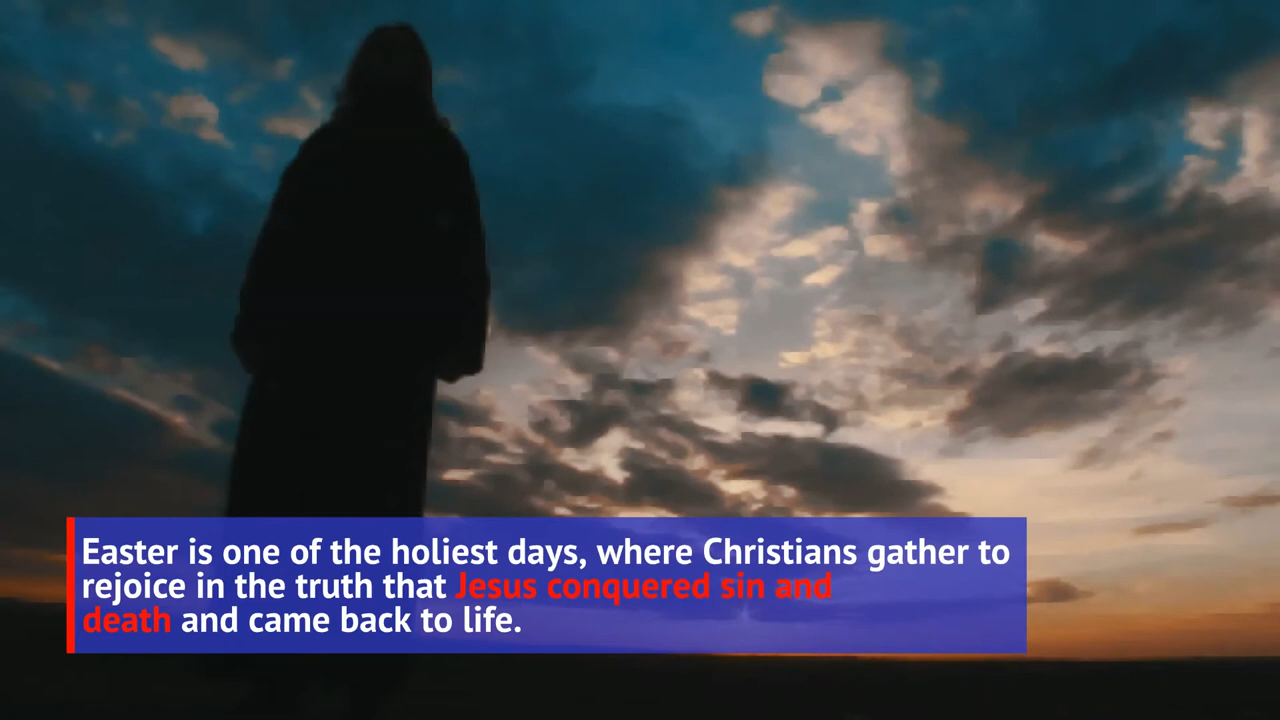 Easter is one of the holiest days, where Christians gather to
rejoice in the truth that Jesus conquered sin and
death and came back to life.